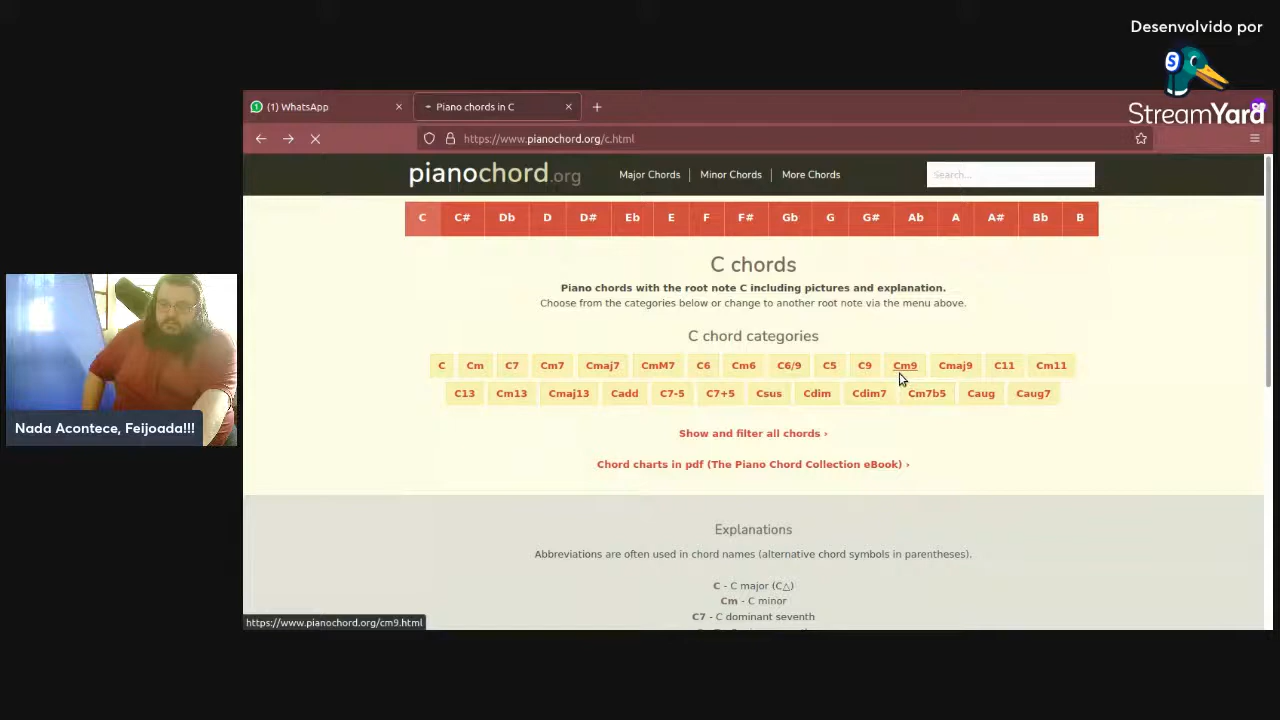 Desenvolvido por
StreamYard
(1) WhatsApp
Piano chords in C
https://www.pianochord.org/c.html
pianochord.org
Major Chords
Minor Chords
More Chords
Search...
C C# Db D D# Eb E F F# Gb G G# Ab A A# Bb B
C chords
Piano chords with the root note C including pictures and explanation.
Choose from the categories below or change to another root note via the menu above.
C chord categories
C Cm C7 Cm7 Cmaj7 CmM7 C6 Cm6 C6/9 C5 C9 Cm9 Cmaj9 C11 Cm11
C13 Cm13 Cmaj13 Cadd C7-5 C7+5 Csus Cdim Cdim7 Cm7b5 Caug Caug7
Show and filter all chords ›
Chord charts in pdf (The Piano Chord Collection eBook) ›
Explanations
Abbreviations are often used in chord names (alternative chord symbols in parentheses).
C - C major (C△)
Cm - C minor
C7 - C dominant seventh
https://www.pianochord.org/cm9.html
Nada Acontece, Feijoada!!!